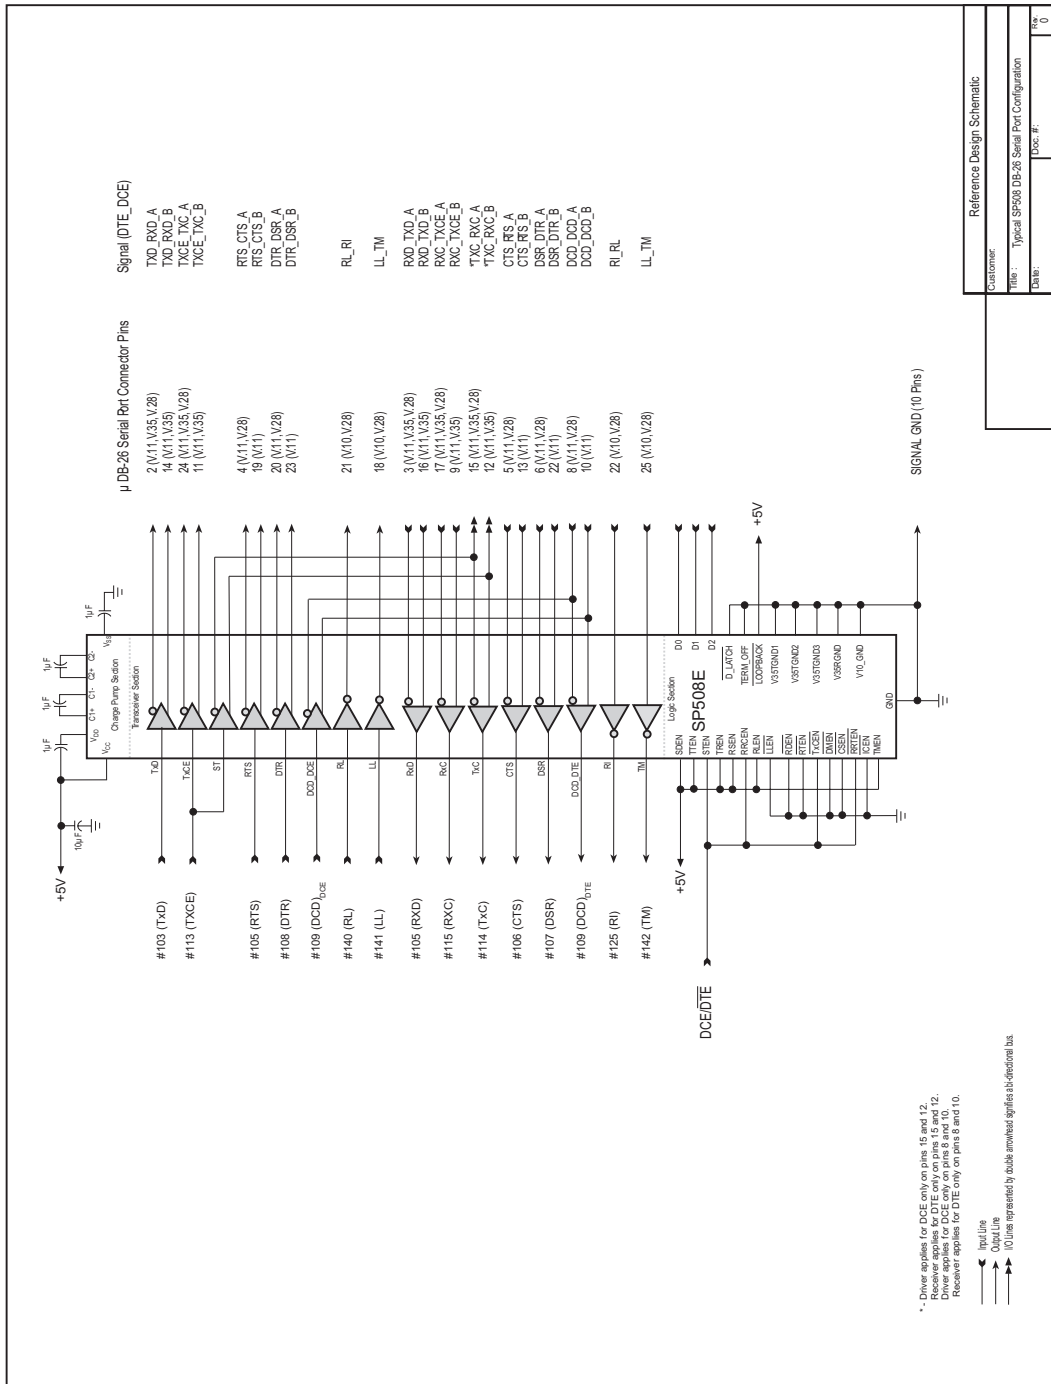 µ DB-26 Serial Port Connector Pins
Signal (DTE_DCE)
2 (V.11, V.35, V.28)
TXD_RXD_A
14 (V.11, V.35)
TXD_RXD_B
24 (V.11, V.35, V.28)
TXCE_TXC_A
11 (V.11, V.35)
TXCE_TXC_B
4 (V.11, V.28)
RTS_CTS_A
19 (V.11)
RTS_CTS_B
20 (V.11, V.28)
DTR_DSR_A
23 (V.11)
DTR_DSR_B
21 (V.10, V.28)
RL_RI
18 (V.10, V.28)
LL_TM
3 (V.11, V.35, V.28)
RXD_TXD_A
16 (V.11, V.35)
RXD_TXD_B
17 (V.11, V.35, V.28)
RXC_TXCE_A
9 (V.11, V.35)
RXC_TXCE_B
15 (V.11, V.35, V.28)
*TXC_RXC_A
12 (V.11, V.35)
*TXC_RXC_B
5 (V.11, V.28)
CTS_RTS_A
13 (V.11)
CTS_RTS_B
6 (V.11, V.28)
DSR_DTR_A
22 (V.11)
DSR_DTR_B
8 (V.11, V.28)
DCD_DCD_A
10 (V.11)
DCD_DCD_B
22 (V.10, V.28)
RI_RL
25 (V.10, V.28)
LL_TM
+5V
10µF
1µF
1µF
1µF
1µF
VCC
VDD
C1+
C1-
C2+
C2-
VSS
Charge Pump Section
Transceiver Section
#103 (TxD)
TxD
#113 (TXCE)
TxCE
ST
#105 (RTS)
RTS
#108 (DTR)
DTR
#109 (DCD)DCE
DCD_DCE
#140 (RL)
RL
#141 (LL)
LL
#105 (RXD)
RxD
#115 (RXC)
RxC
#114 (TxC)
TxC
#106 (CTS)
CTS
#107 (DSR)
DSR
#109 (DCD)DTE
DCD_DTE
#125 (RI)
RI
#142 (TM)
TM
Logic Section
SP508E
+5V
DCE/DTE
SDEN
TTEN
STEN
TREN
RSEN
RRCEN
RLEN
LLEN
RDEN
RTEN
TxCEN
DMEN
CSEN
RRTEN
ICEN
TMEN
D0
D1
D2
D_LATCH
TERM_OFF
LOOPBACK
V35TGND1
V35TGND2
V35TGND3
V35RGND
V10_GND
GND
+5V
SIGNAL GND (10 Pins)
* - Driver applies for DCE only on pins 15 and 12.
Receiver applies for DTE only on pins 15 and 12.
Driver applies for DCE only on pins 8 and 10.
Receiver applies for DTE only on pins 8 and 10.
Input Line
Output Line
I/O Lines represented by double arrowhead signifies a bi-directional bus.
Reference Design Schematic
Customer:
Title : Typical SP508 DB-26 Serial Port Configuration
Date:
Doc. #:
Rev. 0